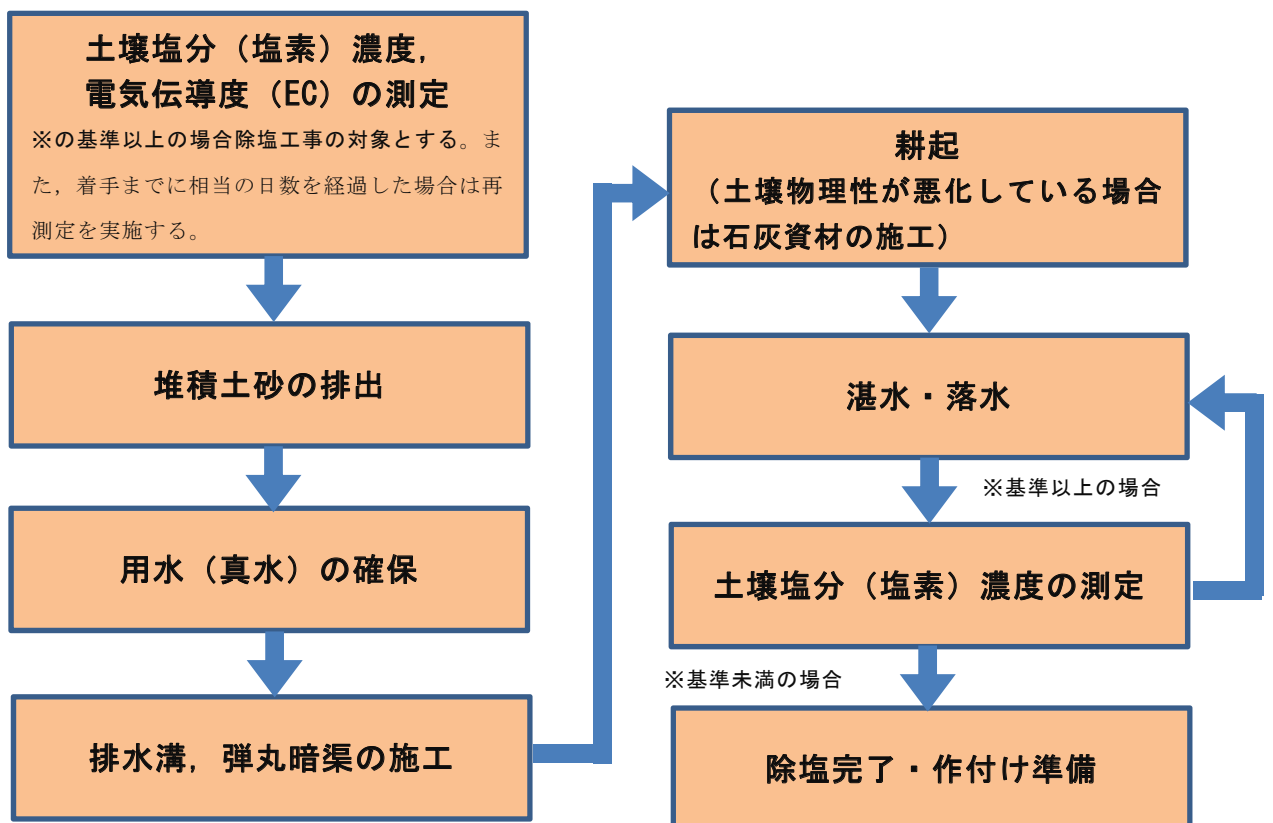 土壌塩分（塩素）濃度，
電気伝導度（EC）の測定
※の基準以上の場合除塩工事の対象とする。ま
た，着手までに相当の日数を経過した場合は再
測定を実施する。
堆積土砂の排出
用水（真水）の確保
排水溝，弾丸暗渠の施工
耕起
（土壌物理性が悪化している場合
は石灰資材の施工）
湛水・落水
※基準以上の場合
土壌塩分（塩素）濃度の測定
※基準未満の場合
除塩完了・作付け準備